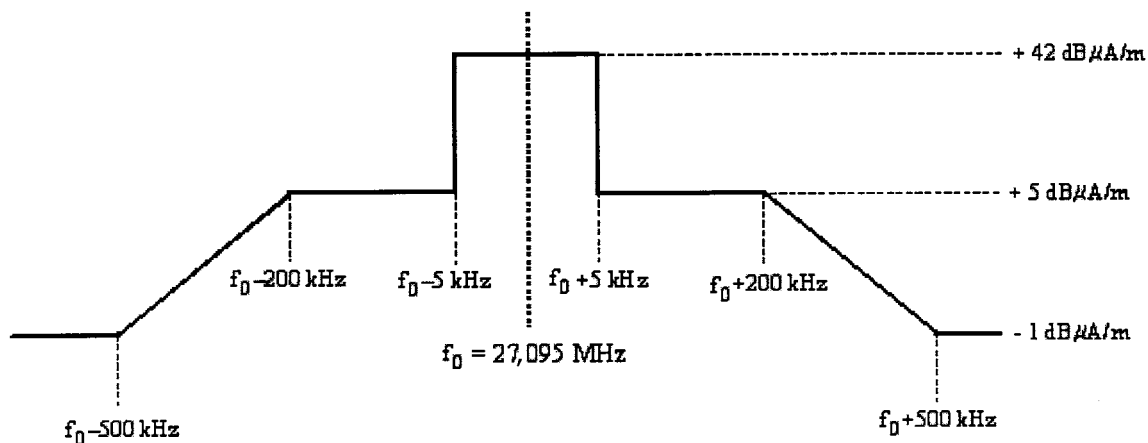 + 42 dBµA/m
+ 5 dBµA/m
f0–200 kHz
f0–5 kHz
f0+5 kHz
f0+200 kHz
- 1 dBµA/m
f0 = 27,095 MHz
f0–500 kHz
f0+500 kHz